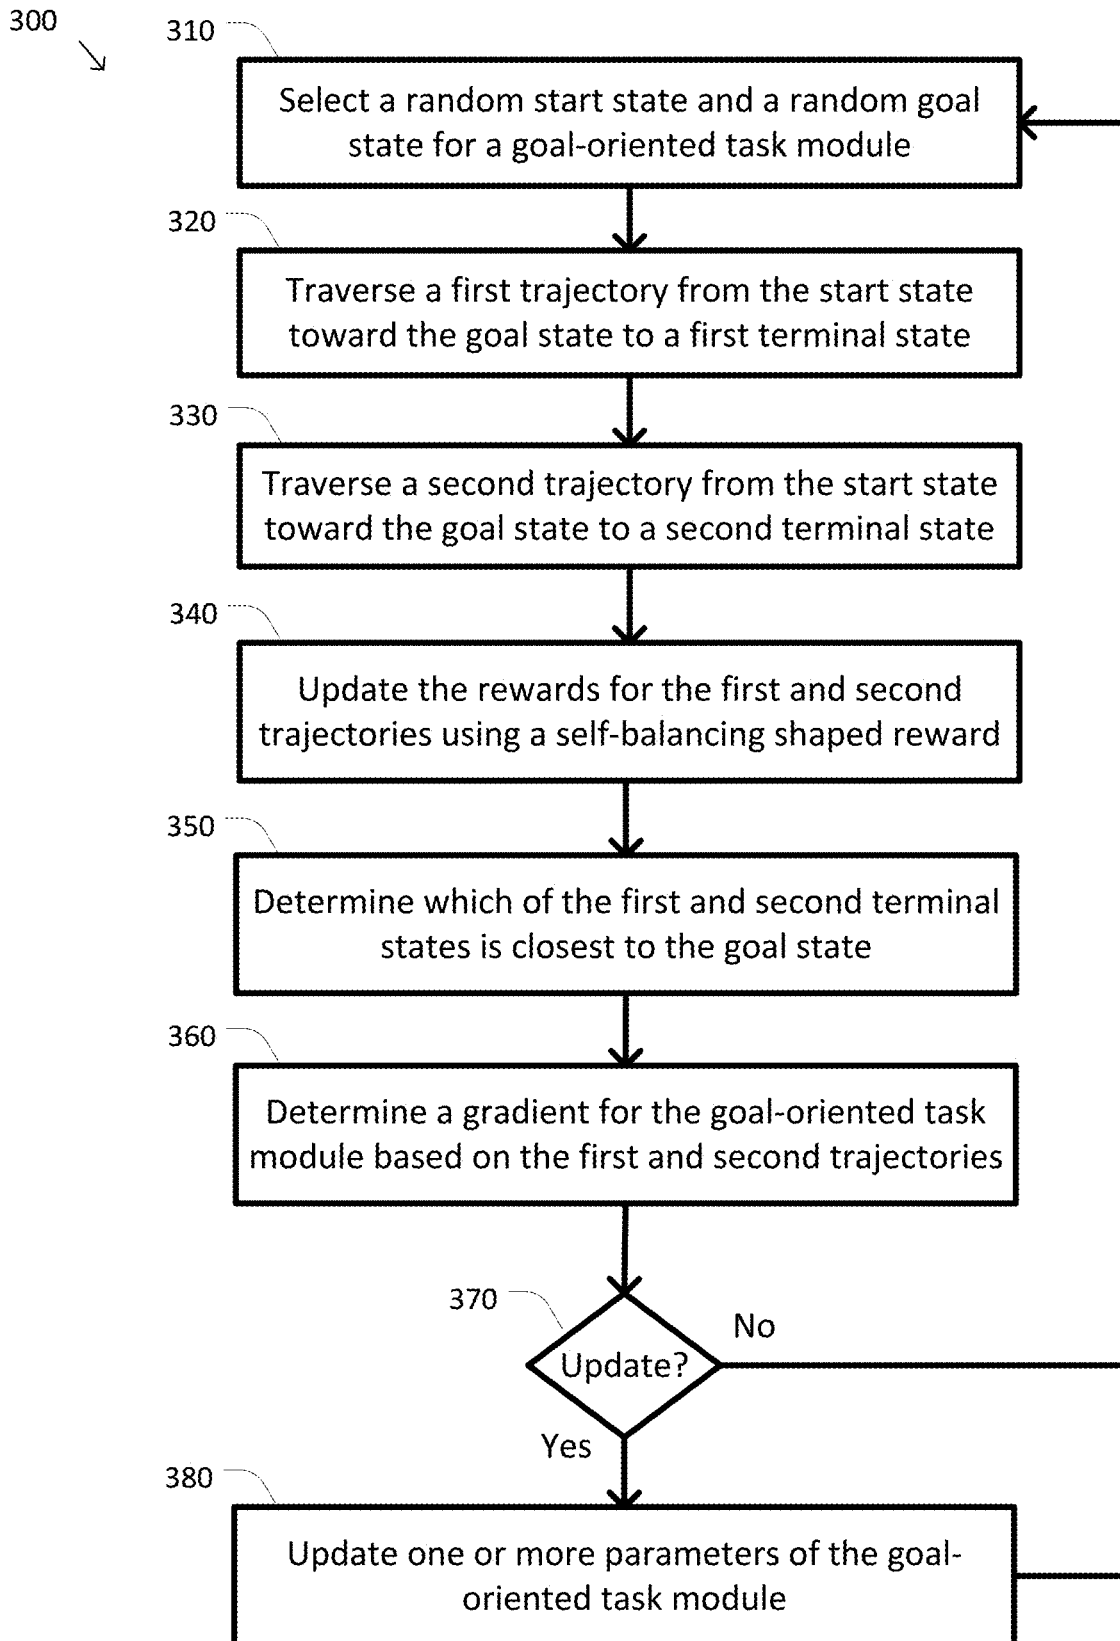 300
310
Select a random start state and a random goal
state for a goal-oriented task module
320
Traverse a first trajectory from the start state
toward the goal state to a first terminal state
330
Traverse a second trajectory from the start state
toward the goal state to a second terminal state
340
Update the rewards for the first and second
trajectories using a self-balancing shaped reward
350
Determine which of the first and second terminal
states is closest to the goal state
360
Determine a gradient for the goal-oriented task
module based on the first and second trajectories
370
No
Update?
Yes
380
Update one or more parameters of the goal-
oriented task module